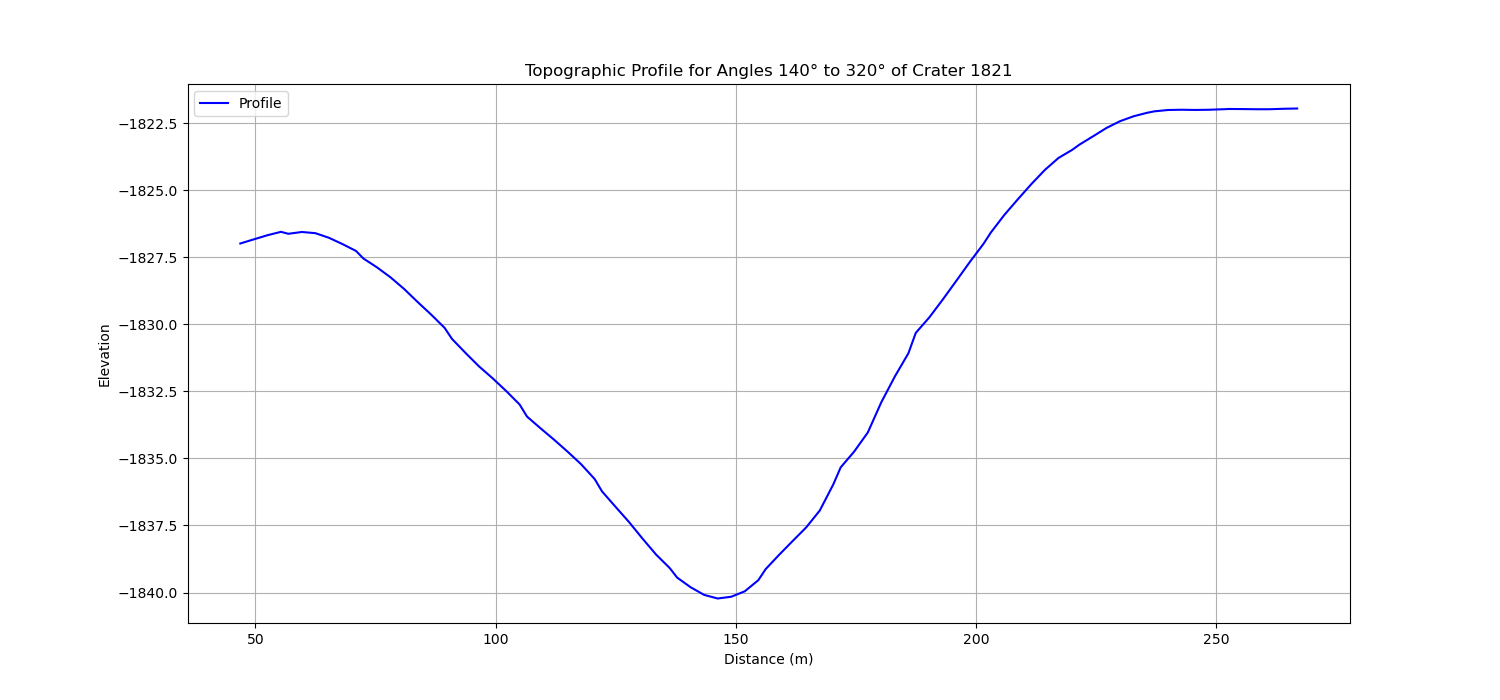 Topographic Profile for Angles 140° to 320° of Crater 1821
Profile
−1822.5
−1825.0
−1827.5
−1830.0
−1832.5
−1835.0
−1837.5
−1840.0
Elevation
50 100 150 200 250
Distance (m)